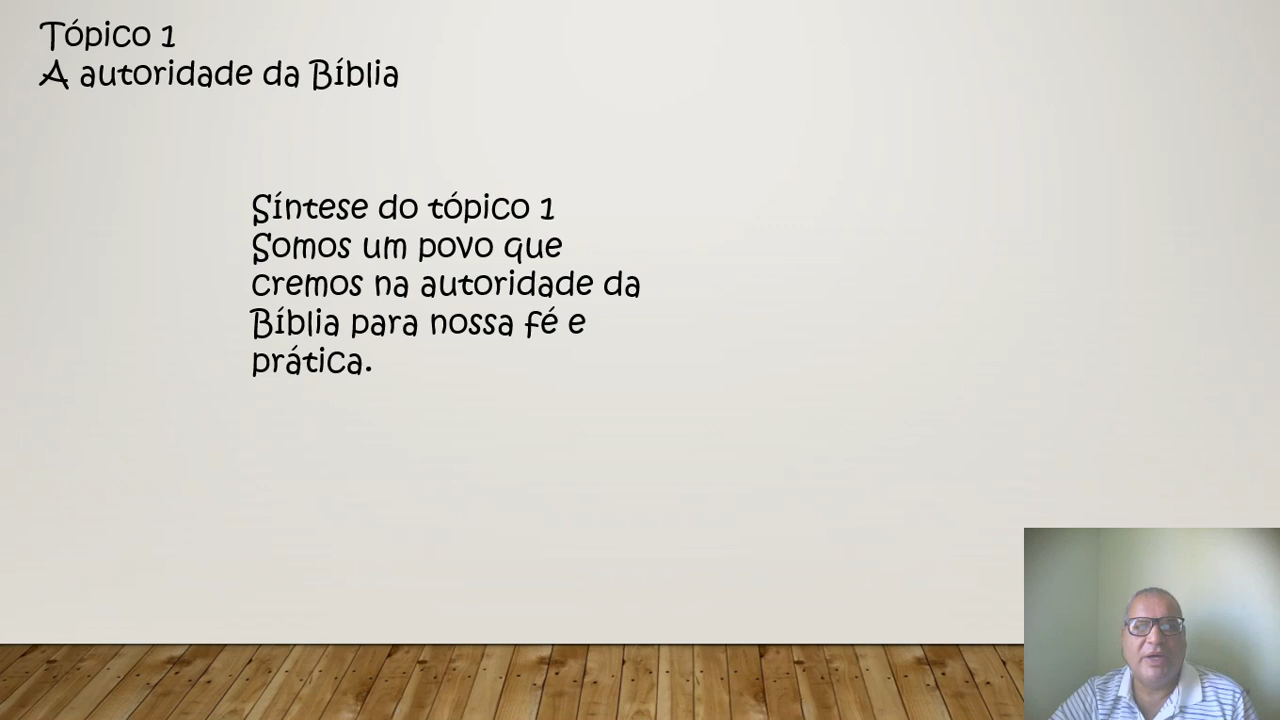 Tópico 1
A autoridade da Bíblia
Síntese do tópico 1
Somos um povo que
cremos na autoridade da
Bíblia para nossa fé e
prática.